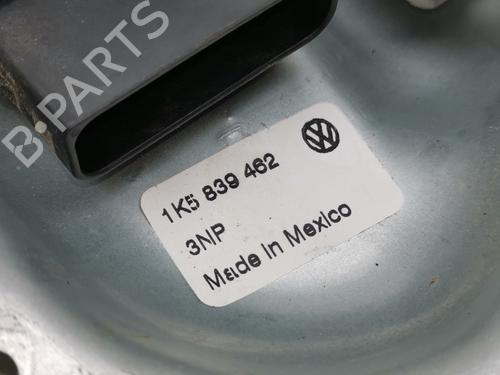 B-PARTS
1K5 839 462
3NP
Made in Mexico